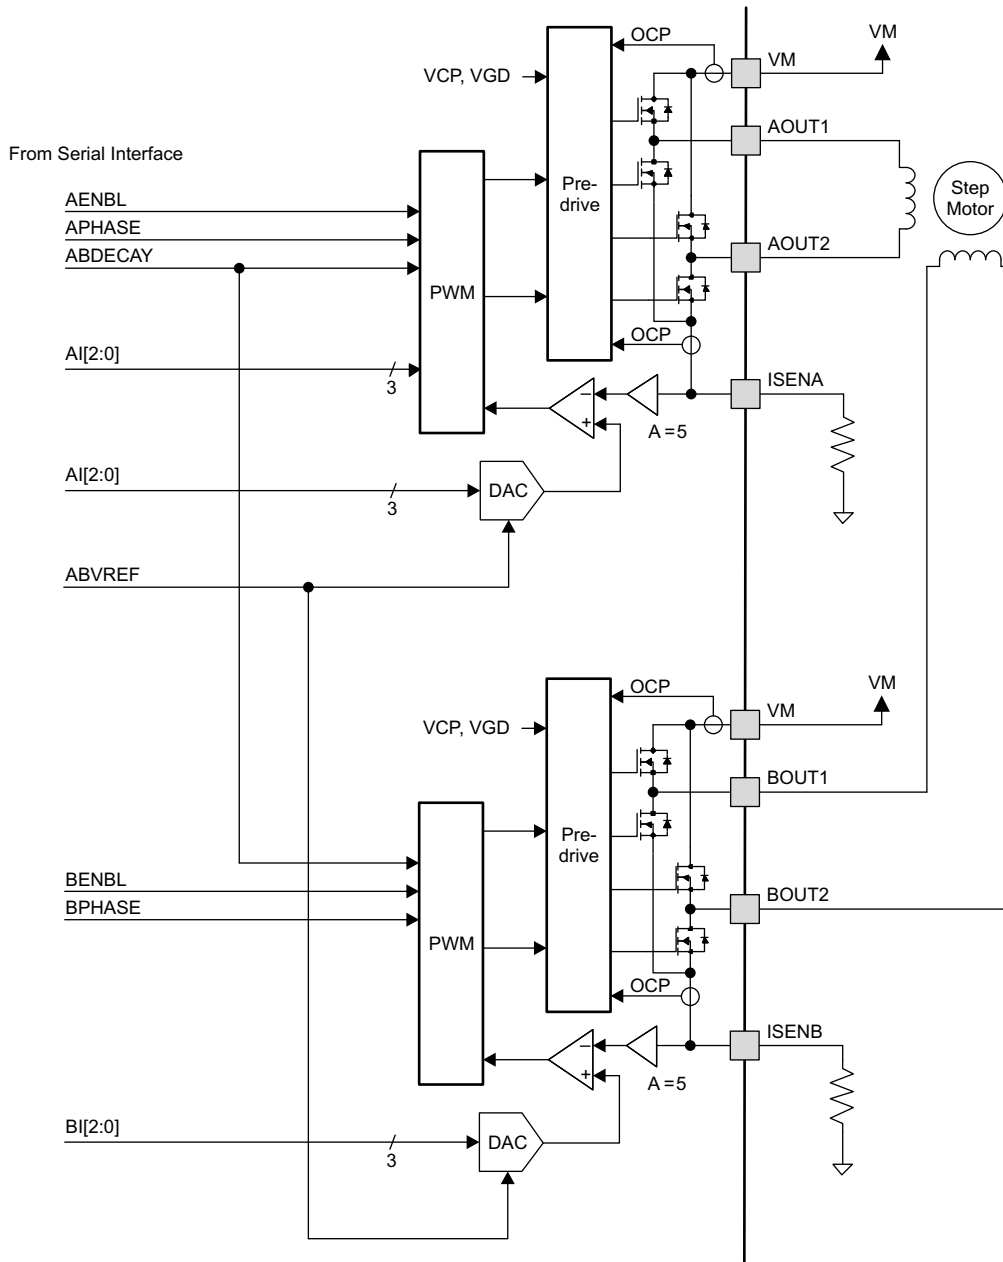 OCP
VM
VM
VCP, VGD
AOUT1
From Serial Interface
Pre-
drive
Step
Motor
AENBL
APHASE
ABDECAY
AOUT2
PWM
OCP
AI[2:0]
3
ISENA
−
+
A=5
AI[2:0]
3
DAC
ABVREF
OCP
VM
VM
VCP, VGD
BOUT1
Pre-
drive
BENBL
BPHASE
BOUT2
PWM
OCP
ISENB
−
+
A=5
BI[2:0]
3
DAC